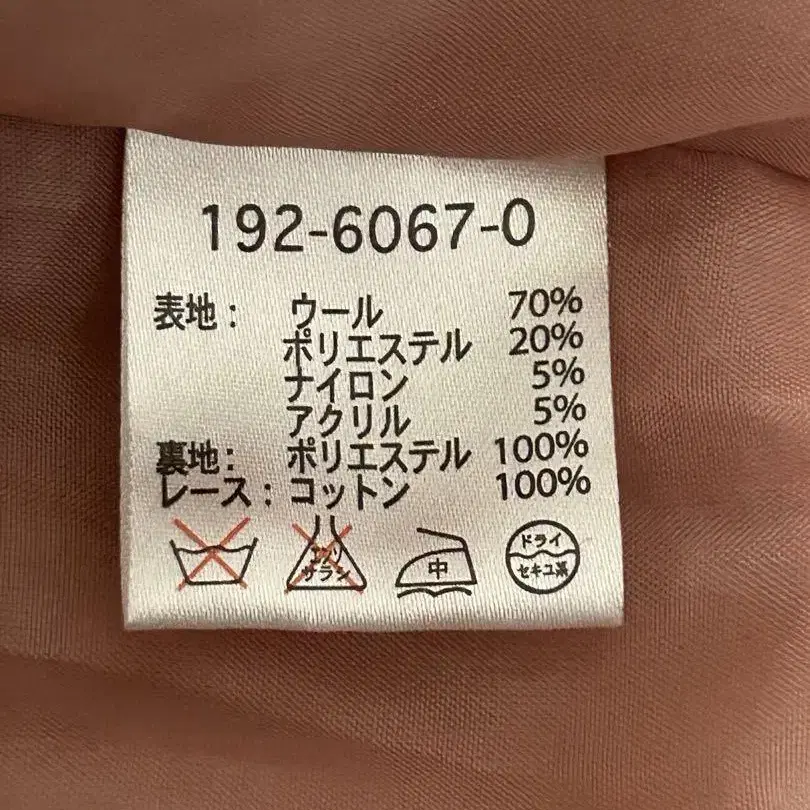 192-6067-0
表地： ウール 70%
ポリエステル 20%
ナイロン 5%
アクリル 5%
裏地： ポリエステル 100%
レース： コットン 100%
エンソ
サラシ
中
ドライ
セキユ系